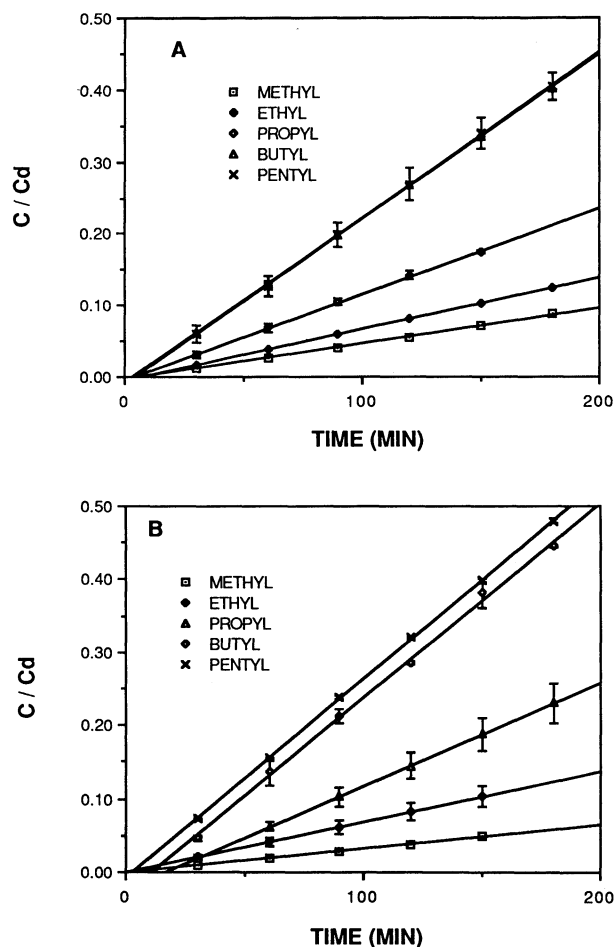 0.50
A
METHYL
ETHYL
PROPYL
BUTYL
PENTYL
0.40
0.30
0.20
0.10
0.00
C / Cd
0
100
200
TIME (MIN)
0.50
B
METHYL
ETHYL
PROPYL
BUTYL
PENTYL
0.40
0.30
0.20
0.10
0.00
C / Cd
0
100
200
TIME (MIN)